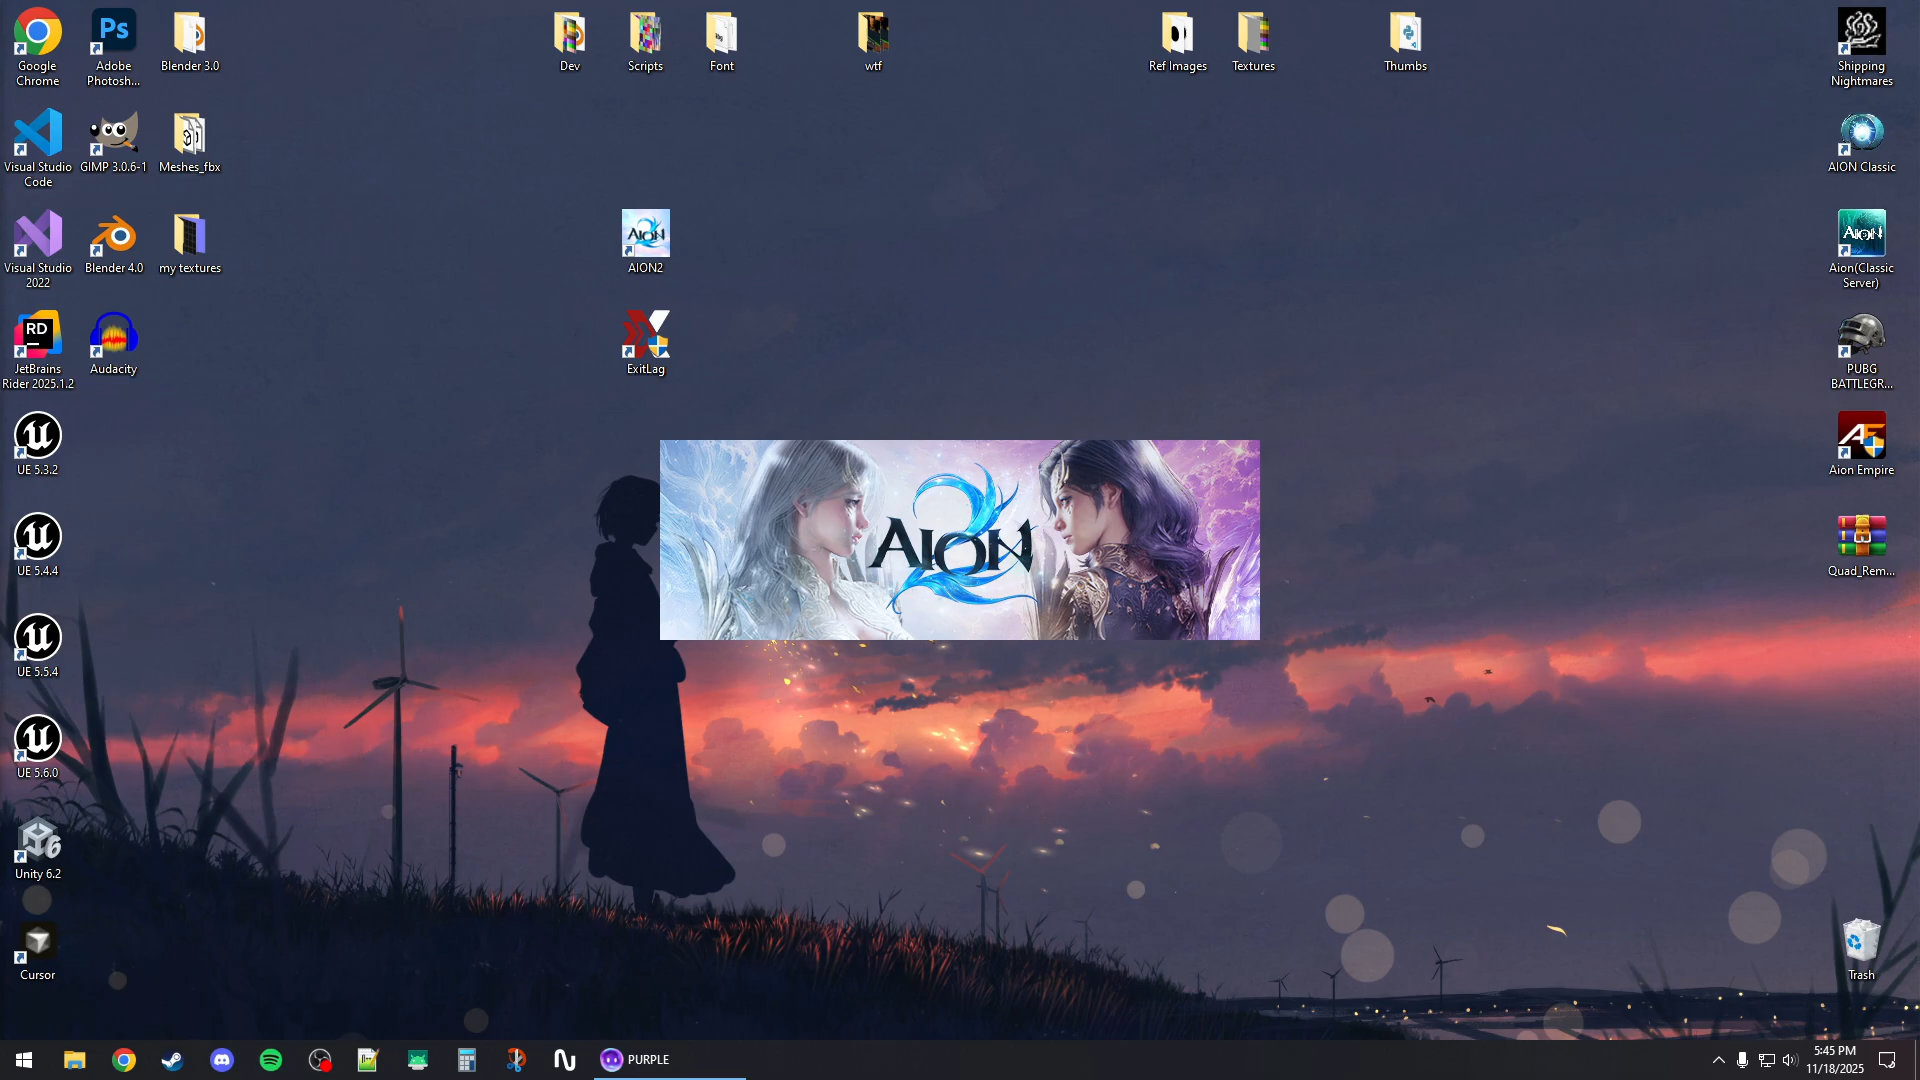 Google
Chrome
Ps
Adobe
Photosh...
Blender 3.0
Dev
Scripts
Font
wtf
Ref Images
Textures
Thumbs
Shipping
Nightmares
Visual Studio
Code
GIMP 3.0.6-1
Meshes_fbx
AION Classic
Visual Studio
2022
Blender 4.0
my textures
AION2
AION2
AION
Aion(Classic
Server)
RD
JetBrains
Rider 2025.1.2
Audacity
ExitLag
PUBG
BATTLEGR...
UE 5.3.2
AION2
Aion Empire
UE 5.4.4
Quad_Rem...
UE 5.5.4
UE 5.6.0
Unity 6.2
Cursor
Trash
PURPLE
5:45 PM
11/18/2025